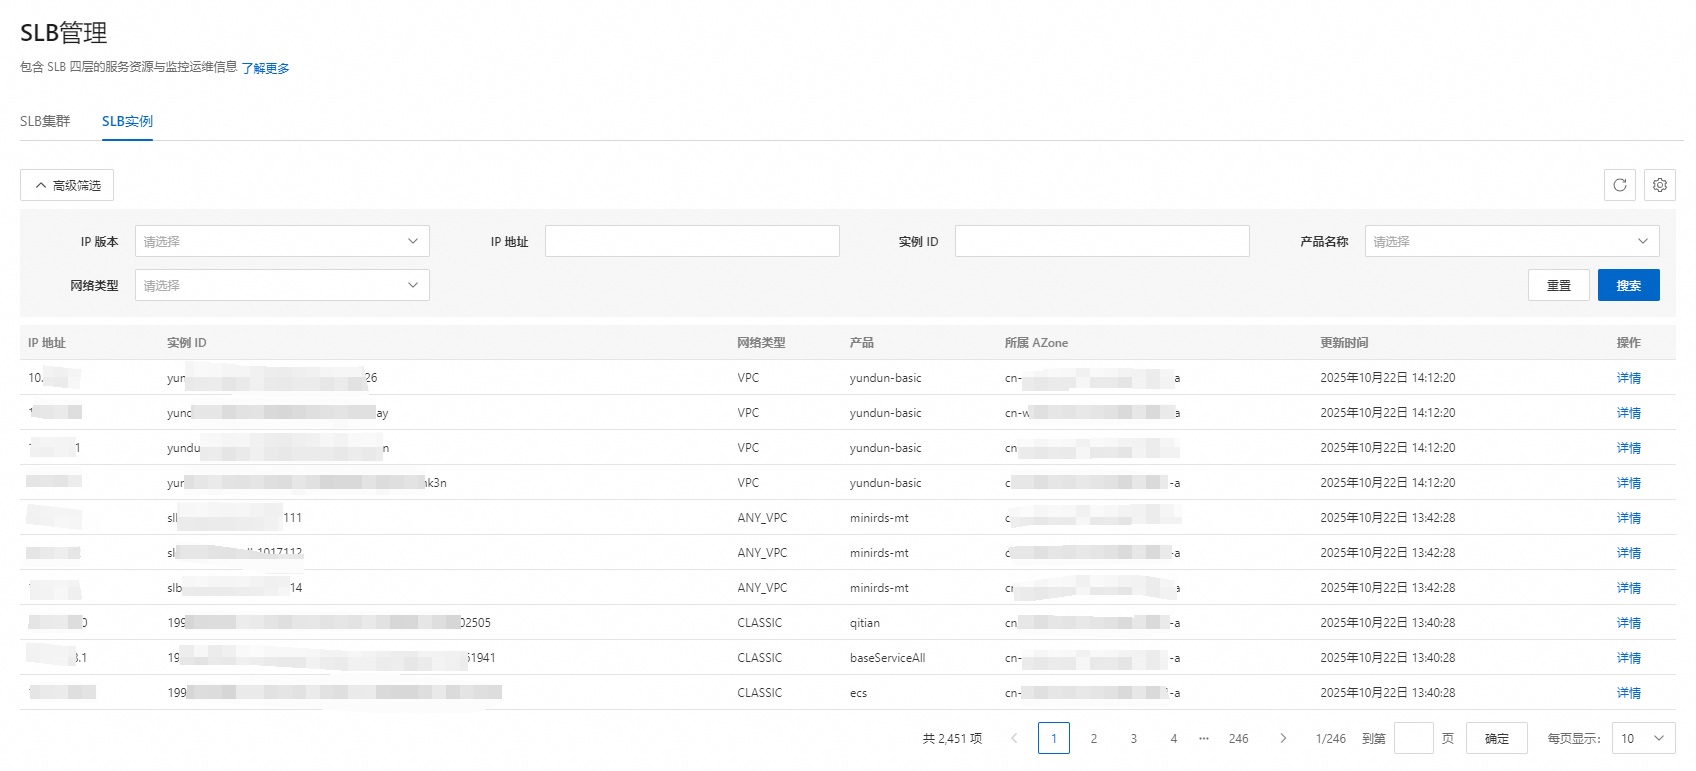 SLB管理
包含 SLB 四层的服务资源与监控运维信息 了解更多
SLB集群 SLB实例
高级筛选
IP 版本 请选择 IP 地址 实例 ID 产品名称 请选择
网络类型 请选择 重置 搜索
IP 地址 实例 ID 网络类型 产品 所属 AZone 更新时间 操作
10. yun 26 VPC yundun-basic cn- a 2025年10月22日 14:12:20 详情
ay VPC yundun-basic cn-w a 2025年10月22日 14:12:20 详情
1 yundu n VPC yundun-basic cn 2025年10月22日 14:12:20 详情
k3n VPC yundun-basic -a 2025年10月22日 14:12:20 详情
111 ANY_VPC minirds-mt 2025年10月22日 13:42:28 详情
1017112 ANY_VPC minirds-mt -a 2025年10月22日 13:42:28 详情
slb 14 ANY_VPC minirds-mt a 2025年10月22日 13:42:28 详情
199 02505 CLASSIC qitian cn -a 2025年10月22日 13:40:28 详情
.1 19 1941 CLASSIC baseServiceAll cn- -a 2025年10月22日 13:40:28 详情
199 CLASSIC ecs cn- -a 2025年10月22日 13:40:28 详情
共 2,451 项 < 1 2 3 4 ··· 246 > 1/246 到第 页 确定 每页显示: 10